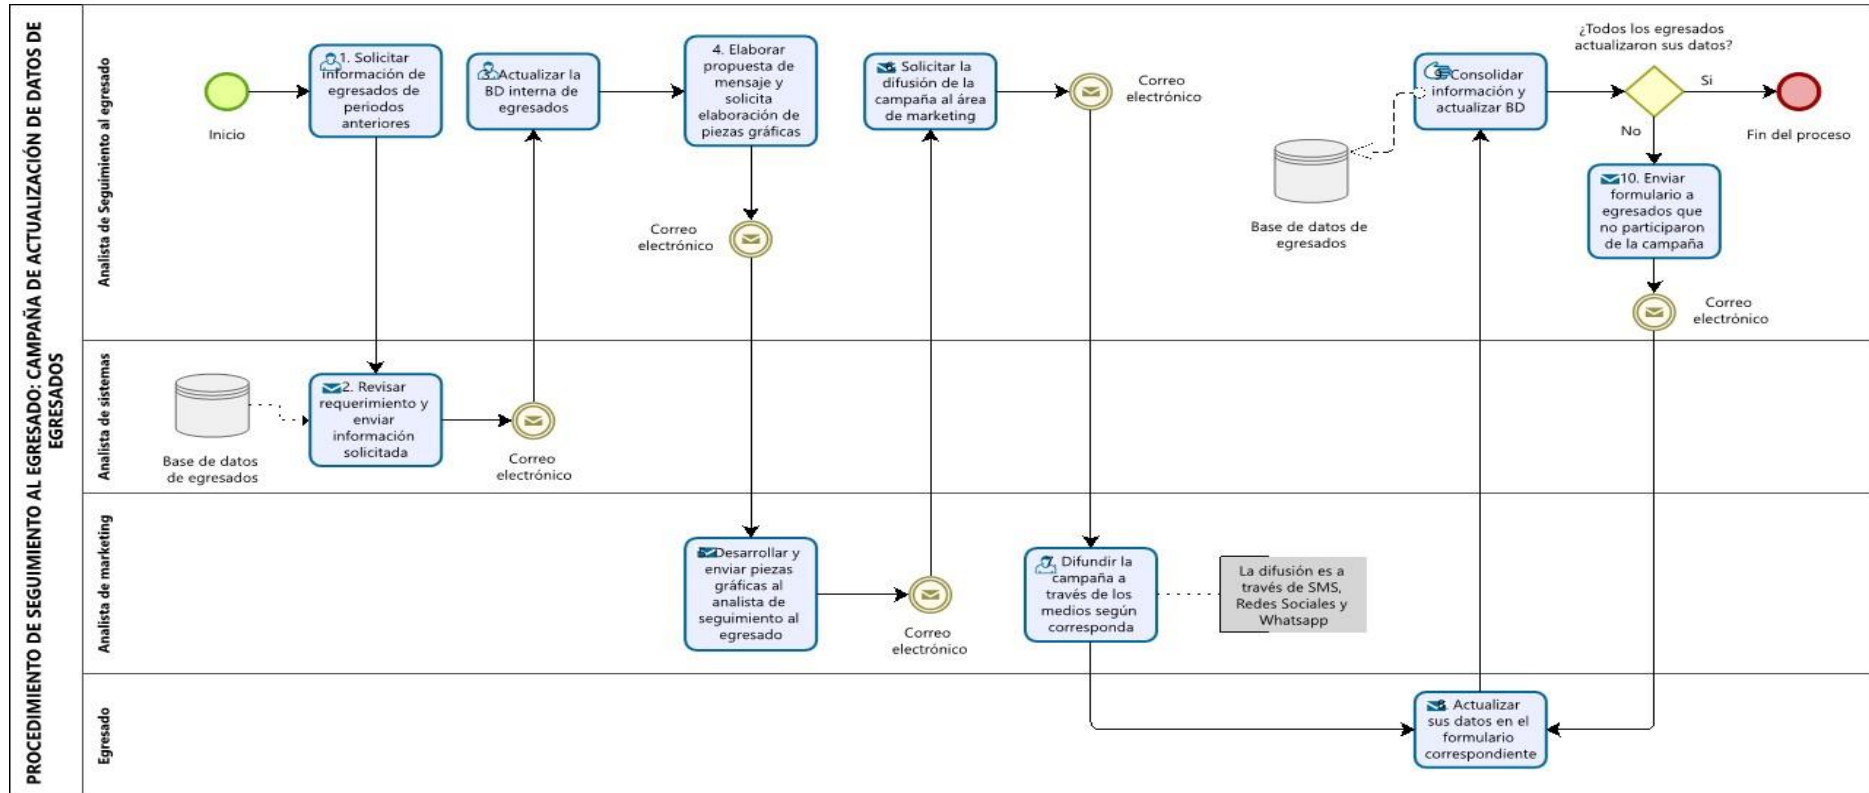 PROCEDIMIENTO DE SEGUIMIENTO AL EGRESADO: CAMPAÑA DE ACTUALIZACIÓN DE DATOS DE
EGRESADOS
Analista de Seguimiento al egresado
Inicio
1. Solicitar
información de
egresados de
periodos
anteriores
Actualizar la
BD interna de
egresados
4. Elaborar
propuesta de
mensaje y
solicita
elaboración de
piezas gráficas
Correo
electrónico
Solicitar la
difusión de la
campaña al área
de marketing
Correo
electrónico
Base de datos de
egresados
Consolidar
información y
actualizar BD
¿Todos los egresados
actualizaron sus datos?
Si
No
Fin del proceso
10. Enviar
formulario a
egresados que
no participaron
de la campaña
Correo
electrónico
Analista de sistemas
Base de datos
de egresados
2. Revisar
requerimiento y
enviar
información
solicitada
Correo
electrónico
Analista de marketing
Desarrollar y
enviar piezas
gráficas al
analista de
seguimiento al
egresado
Correo
electrónico
7. Difundir la
campaña a
través de los
medios según
corresponda
La difusión es a
través de SMS,
Redes Sociales y
Whatsapp
Egresado
Actualizar
sus datos en el
formulario
correspondiente